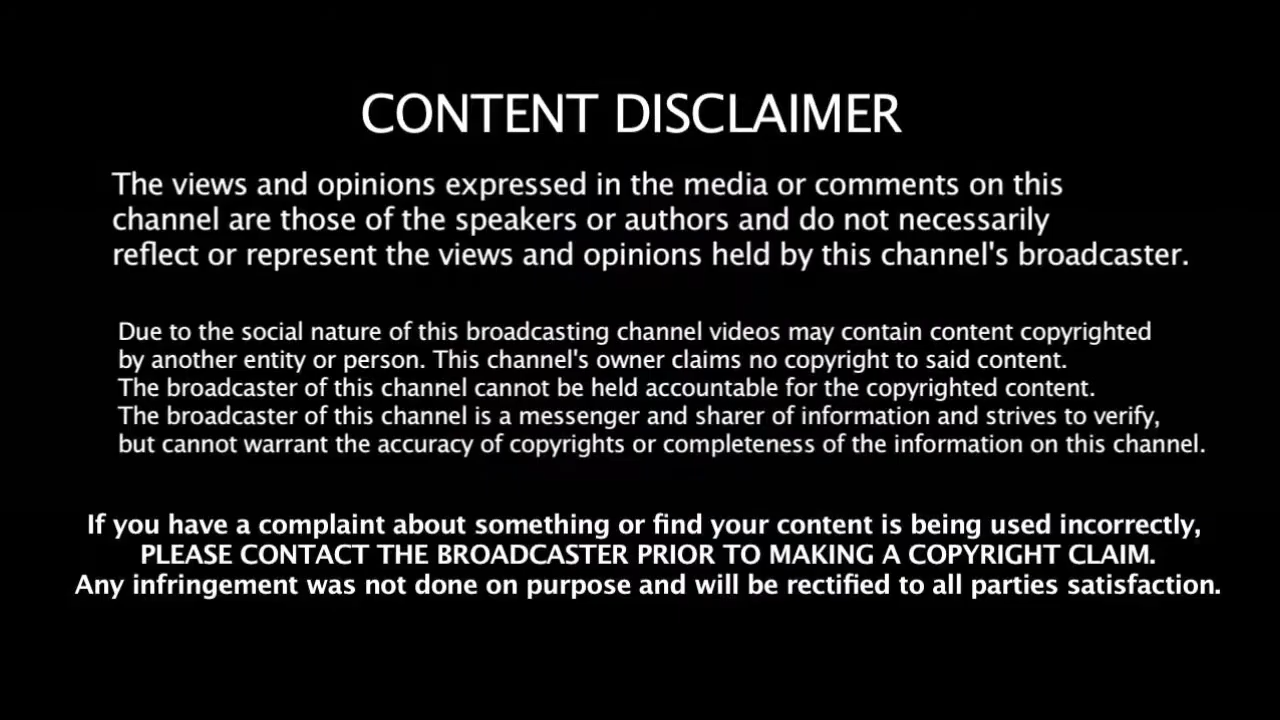 CONTENT DISCLAIMER
The views and opinions expressed in the media or comments on this
channel are those of the speakers or authors and do not necessarily
reflect or represent the views and opinions held by this channel's broadcaster.
Due to the social nature of this broadcasting channel videos may contain content copyrighted
by another entity or person. This channel's owner claims no copyright to said content.
The broadcaster of this channel cannot be held accountable for the copyrighted content.
The broadcaster of this channel is a messenger and sharer of information and strives to verify,
but cannot warrant the accuracy of copyrights or completeness of the information on this channel.
If you have a complaint about something or find your content is being used incorrectly,
PLEASE CONTACT THE BROADCASTER PRIOR TO MAKING A COPYRIGHT CLAIM.
Any infringement was not done on purpose and will be rectified to all parties satisfaction.